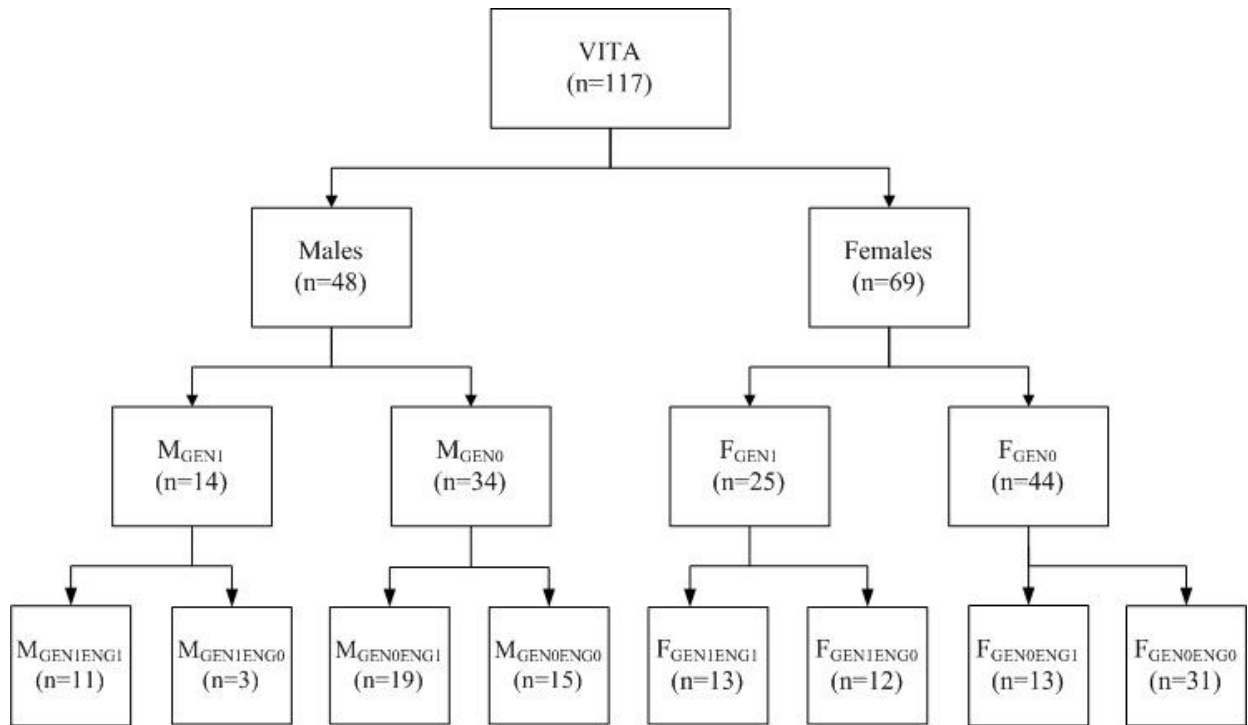 VITA
(n=117)
Males
(n=48)
Females
(n=69)
MGEN1
(n=14)
MGEN0
(n=34)
FGEN1
(n=25)
FGEN0
(n=44)
MGEN1ENG1
(n=11)
MGEN1ENG0
(n=3)
MGEN0ENG1
(n=19)
MGEN0ENG0
(n=15)
FGEN1ENG1
(n=13)
FGEN1ENG0
(n=12)
FGEN0ENG1
(n=13)
FGEN0ENG0
(n=31)